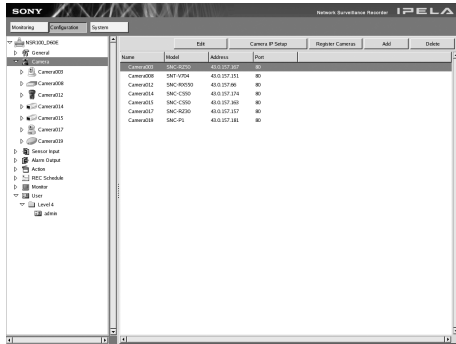 SONY
Network Surveillance Recorder IPELA
Monitoring Configuration System
NSR100_D60E
General
Camera
Camera003
Camera008
Camera012
Camera014
Camera015
Camera017
Camera019
Sensor Input
Alarm Output
Action
REC Schedule
Monitor
User
Level 4
admin
Edit Camera IP Setup Register Cameras Add Delete
Name Model Address Port
Camera003 SNC-RZ50 43.0.157.167 80
Camera008 SNT-V704 43.0.157.151 80
Camera012 SNC-RX550 43.0.157.66 80
Camera014 SNC-CS50 43.0.157.174 80
Camera015 SNC-CS50 43.0.157.163 80
Camera017 SNC-RZ30 43.0.157.157 80
Camera019 SNC-P1 43.0.157.181 80